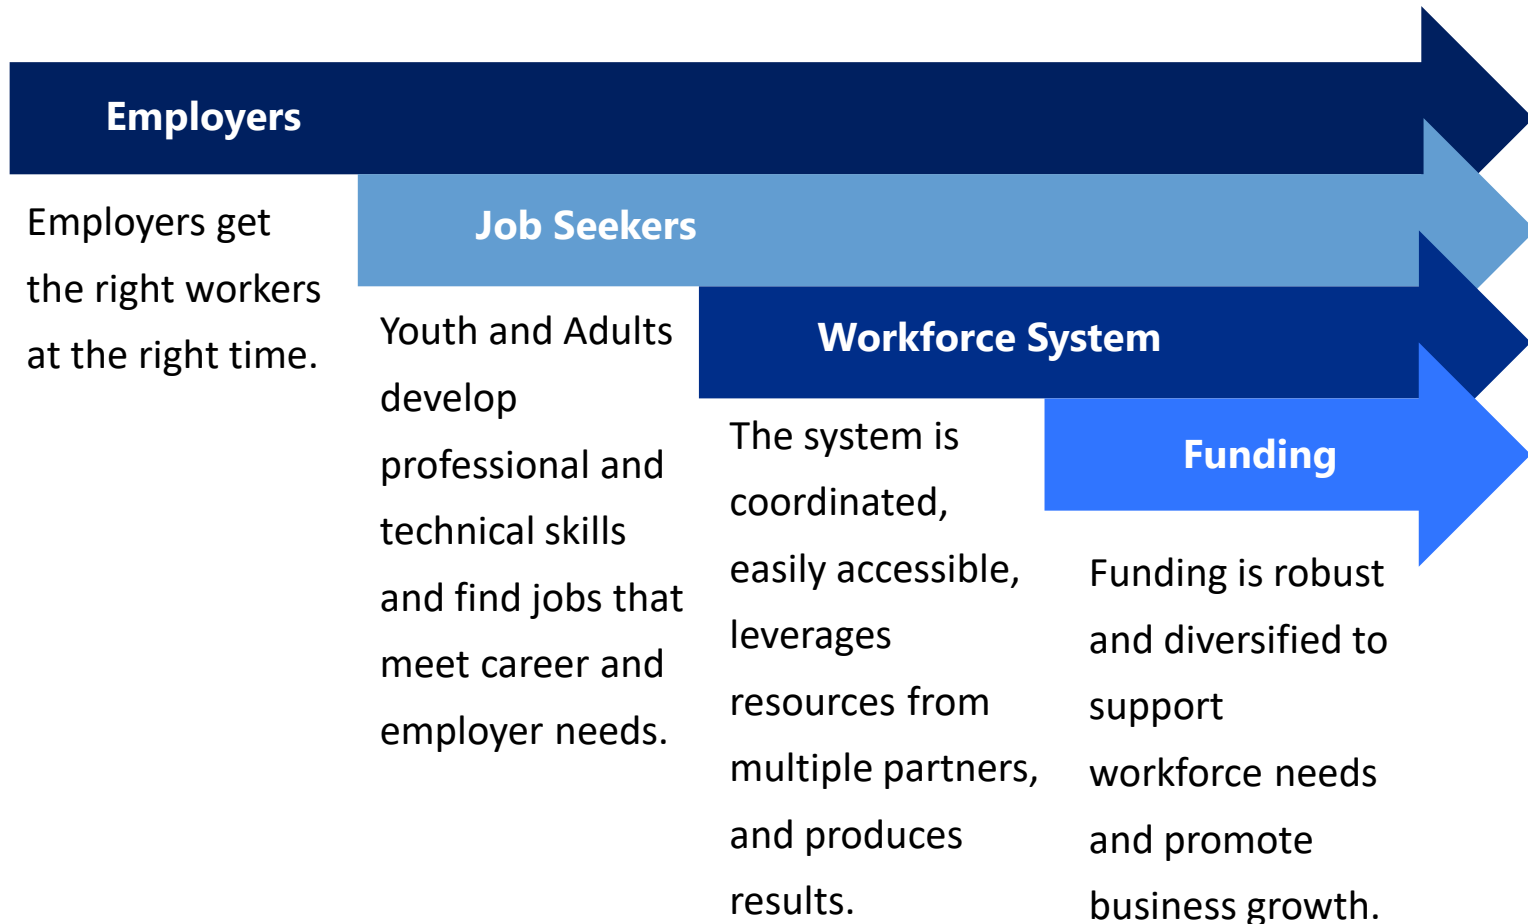 Employers
Employers get
the right workers
at the right time.
Job Seekers
Youth and Adults
develop
professional and
technical skills
and find jobs that
meet career and
employer needs.
Workforce System
The system is
coordinated,
easily accessible,
leverages
resources from
multiple partners,
and produces
results.
Funding
Funding is robust
and diversified to
support
workforce needs
and promote
business growth.